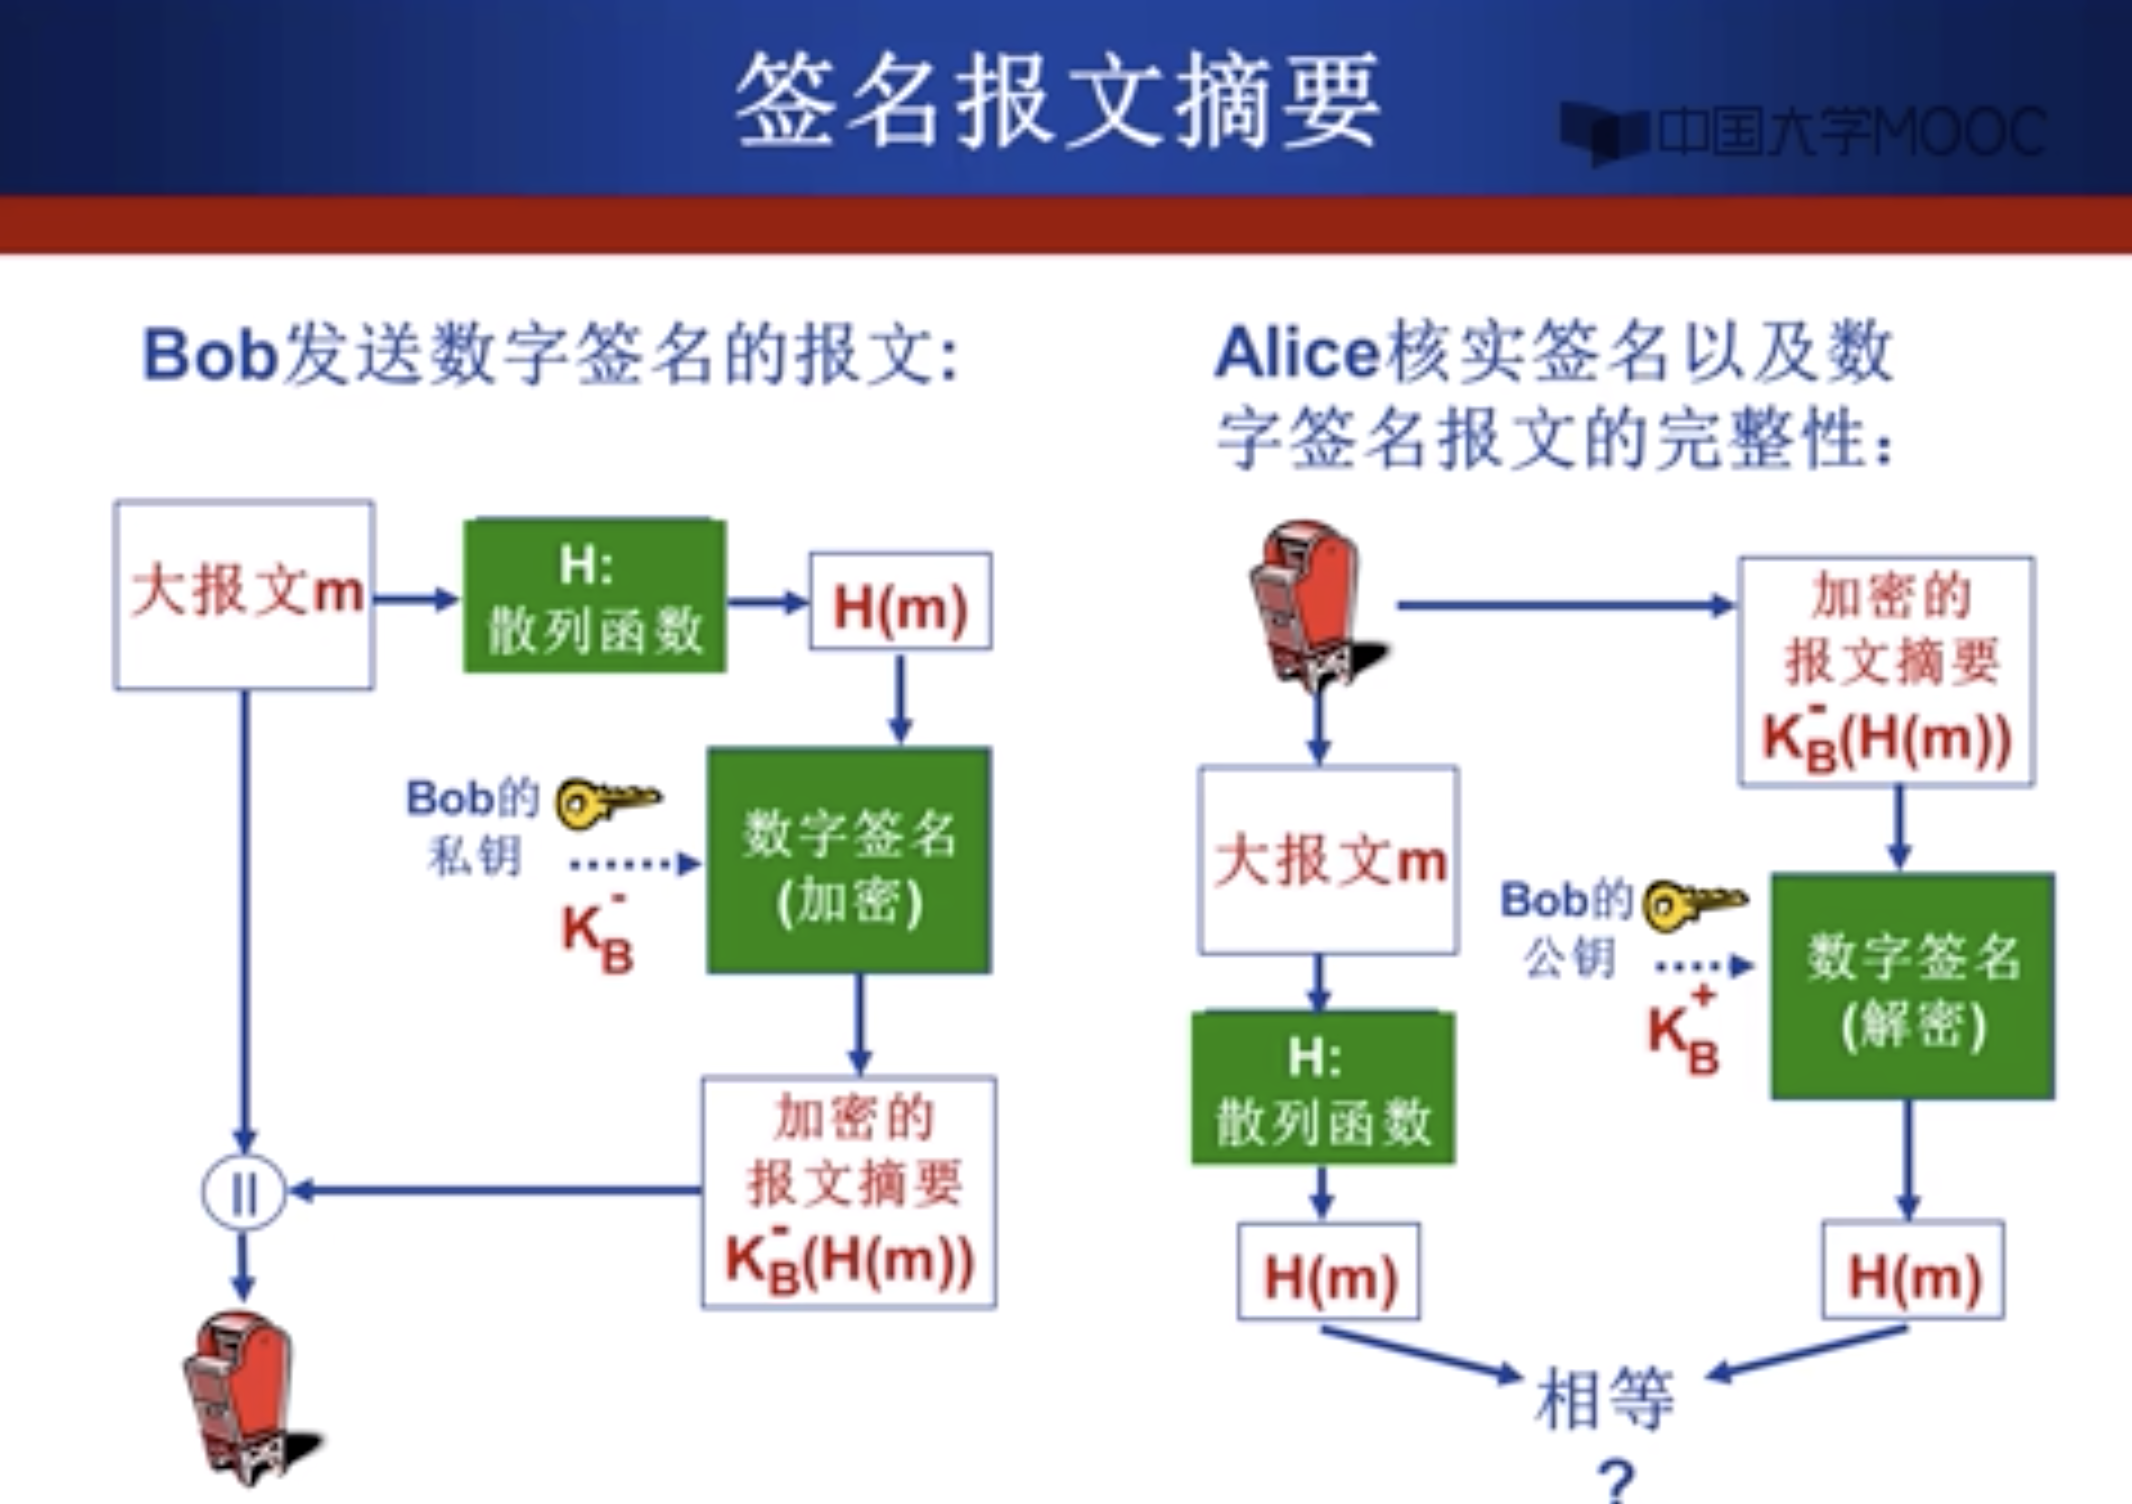 签名报文摘要
中国大学MOOC
Bob发送数字签名的报文:
大报文m
H:
散列函数
H(m)
Bob的
私钥
K_B^-
数字签名
(加密)
加密的
报文摘要
K_B^-(H(m))
||
Alice核实签名以及数
字签名报文的完整性:
加密的
报文摘要
K_B^-(H(m))
大报文m
Bob的
公钥
K_B^+
数字签名
(解密)
H:
散列函数
H(m)
H(m)
相等
?